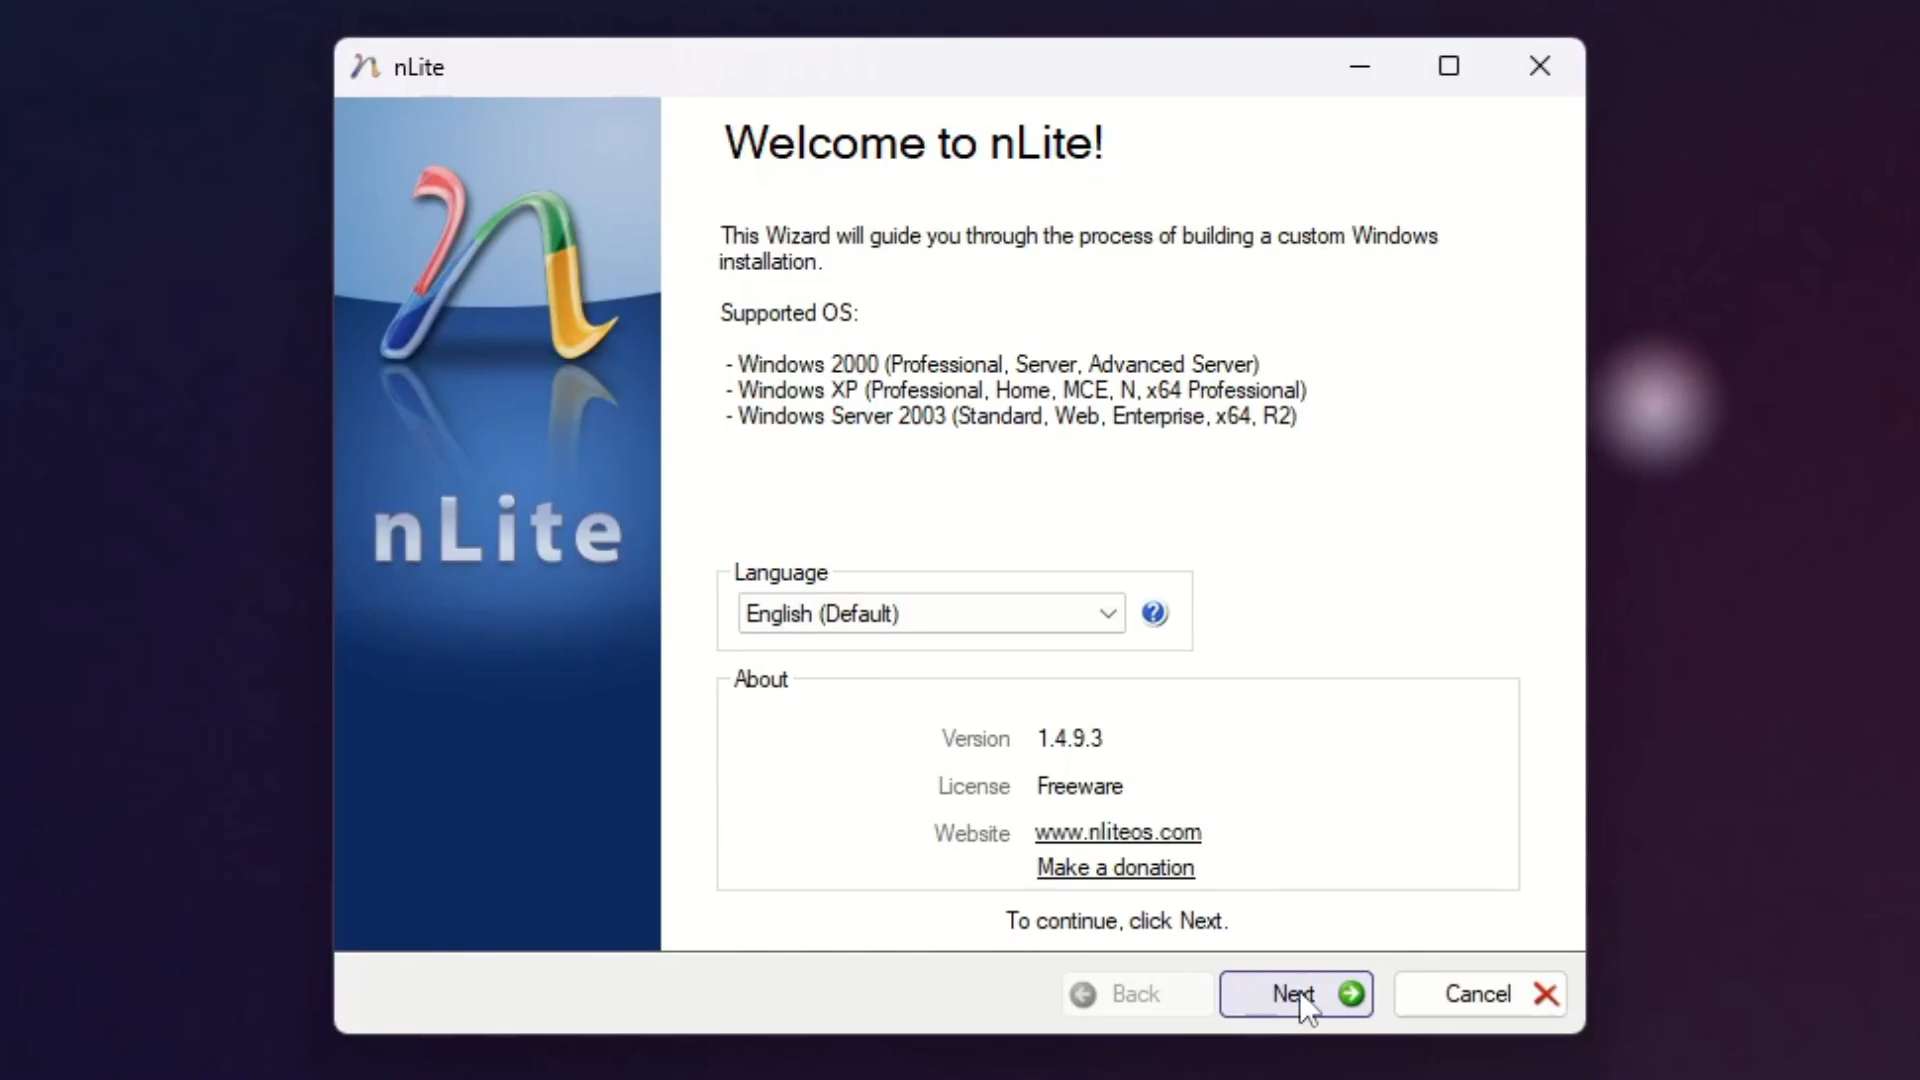 nLite
Welcome to nLite!
This Wizard will guide you through the process of building a custom Windows
installation.
Supported OS:
- Windows 2000 (Professional, Server, Advanced Server)
- Windows XP (Professional, Home, MCE, N, x64 Professional)
- Windows Server 2003 (Standard, Web, Enterprise, x64, R2)
nLite
Language
English (Default)
About
Version 1.4.9.3
License Freeware
Website www.nliteos.com
Make a donation
To continue, click Next.
Back Next Cancel